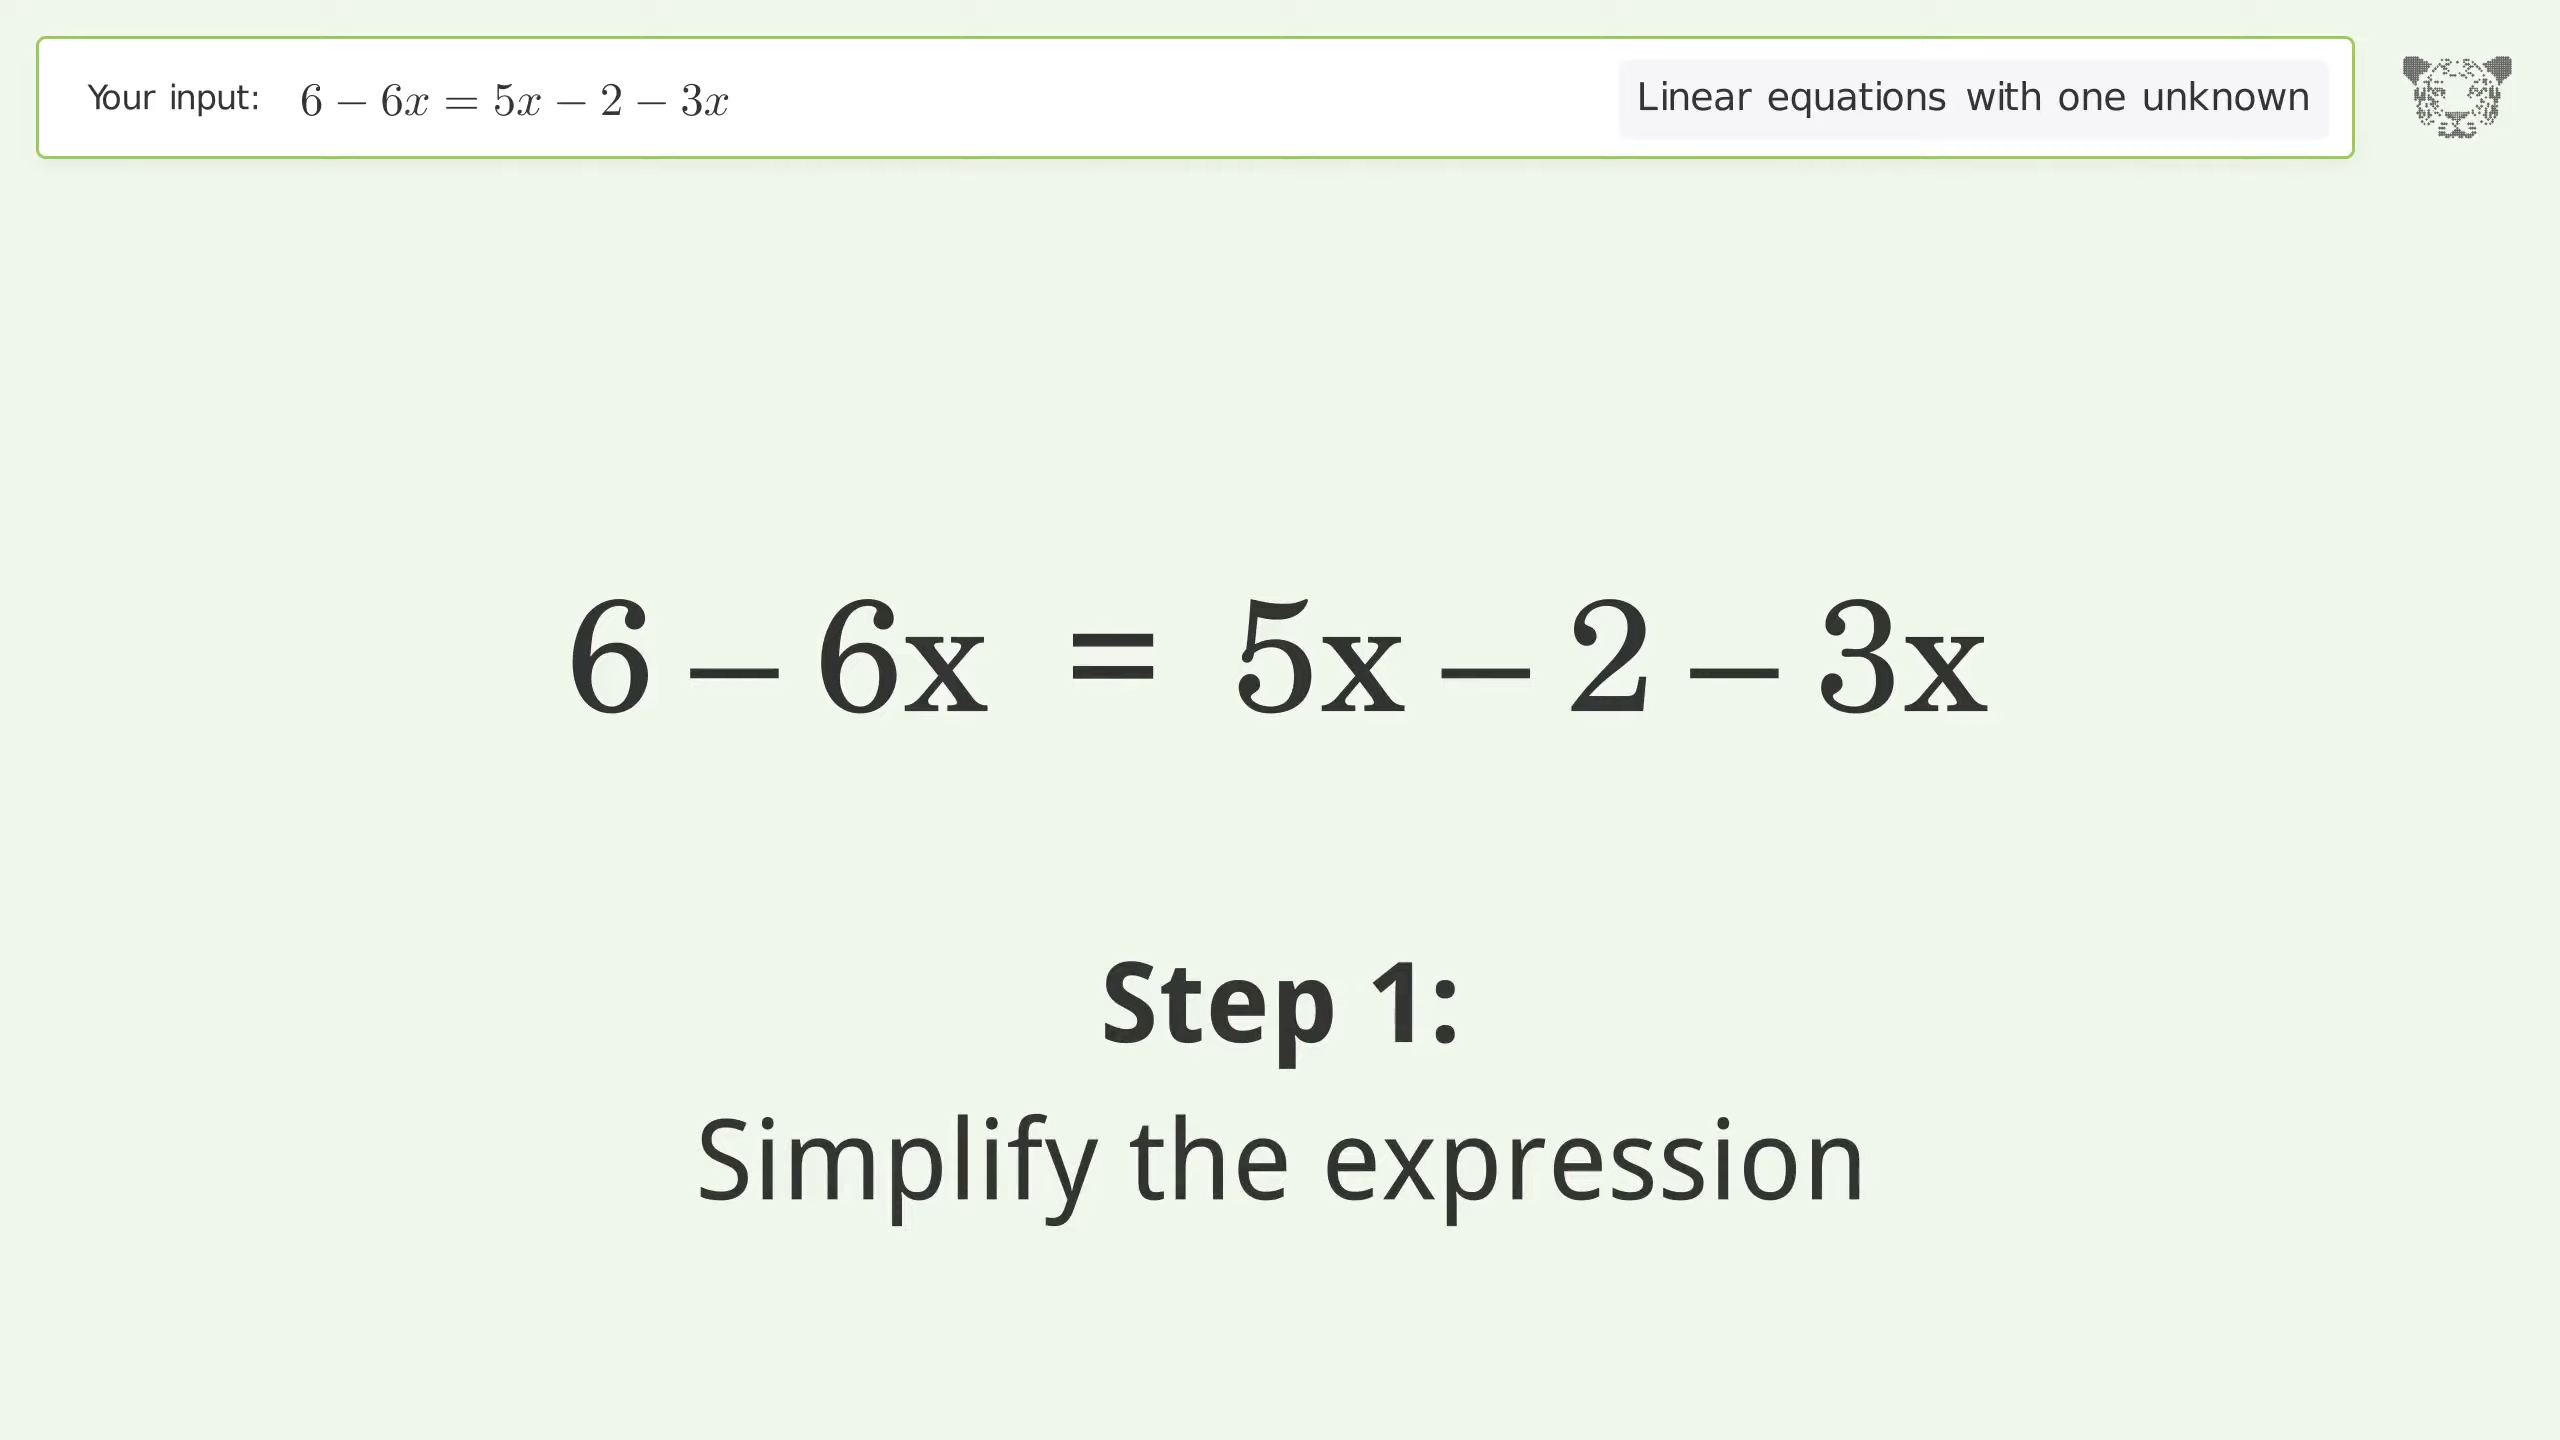 Your input: 6 − 6x = 5x − 2 − 3x
Linear equations with one unknown
6 − 6x = 5x − 2 − 3x
Step 1:
Simplify the expression